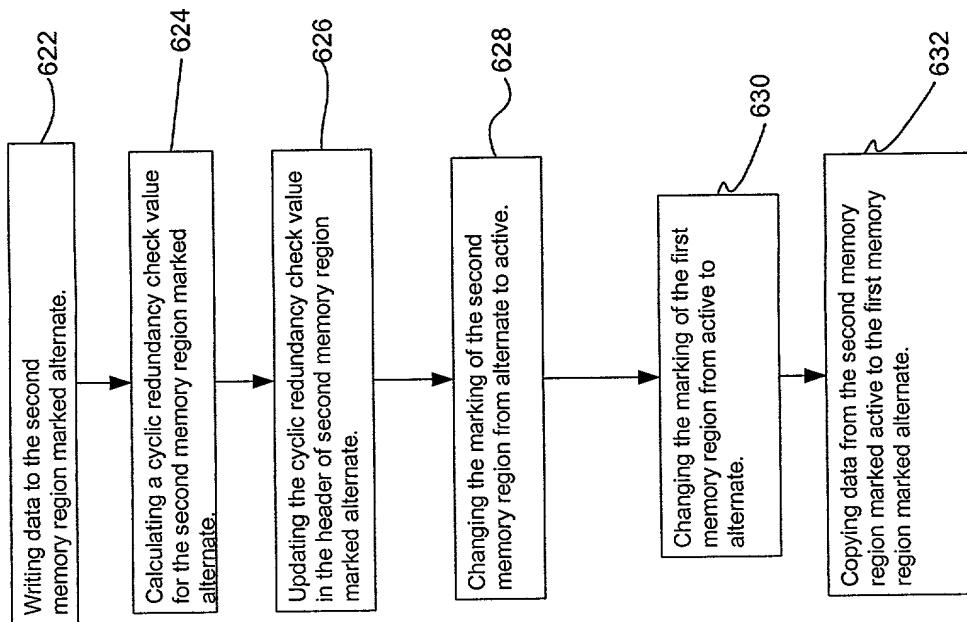 Writing data to the second
memory region marked alternate.
622
Calculating a cyclic redundancy check value
for the second memory region marked
alternate.
624
Updating the cyclic redundancy check value
in the header of second memory region
marked alternate.
626
Changing the marking of the second
memory region from alternate to active.
628
Changing the marking of the first
memory region from active to
alternate.
630
Copying data from the second memory
region marked active to the first memory
region marked alternate.
632